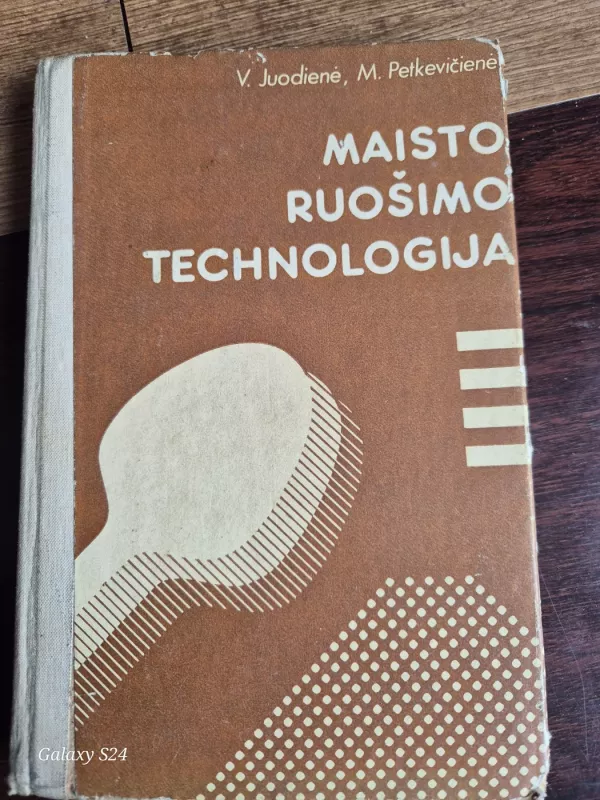 V. Juodienė, M. Petkevičienė
MAISTO
RUOŠIMO
TECHNOLOGIJA
Galaxy S24